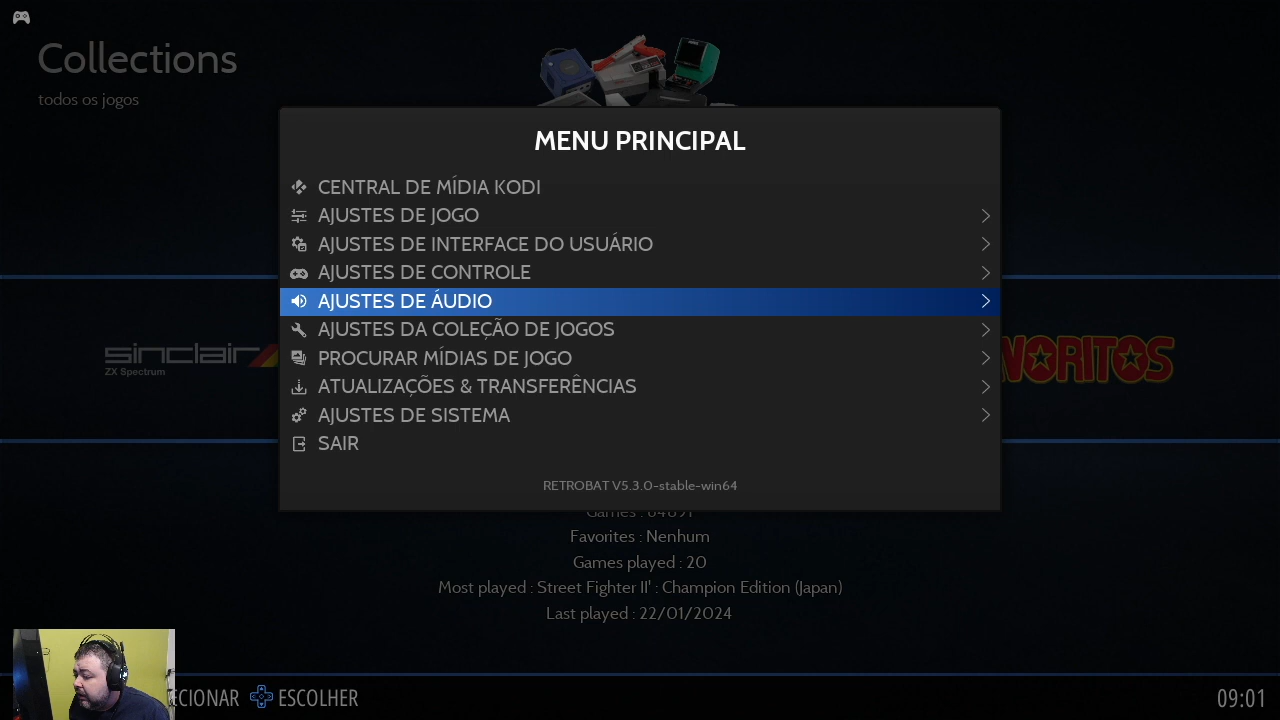 Collections
todos os jogos
MENU PRINCIPAL
CENTRAL DE MÍDIA KODI
AJUSTES DE JOGO
AJUSTES DE INTERFACE DO USUÁRIO
AJUSTES DE CONTROLE
AJUSTES DE ÁUDIO
AJUSTES DA COLEÇÃO DE JOGOS
sinclair
ZX Spectrum
PROCURAR MÍDIAS DE JOGO
VORITOS
ATUALIZAÇÕES & TRANSFERÊNCIAS
AJUSTES DE SISTEMA
SAIR
RETROBAT V5.3.0-stable-win64
Games : 64891
Favorites : Nenhum
Games played : 20
Most played : Street Fighter II' : Champion Edition (Japan)
Last played : 22/01/2024
ECIONAR ESCOLHER 09:01